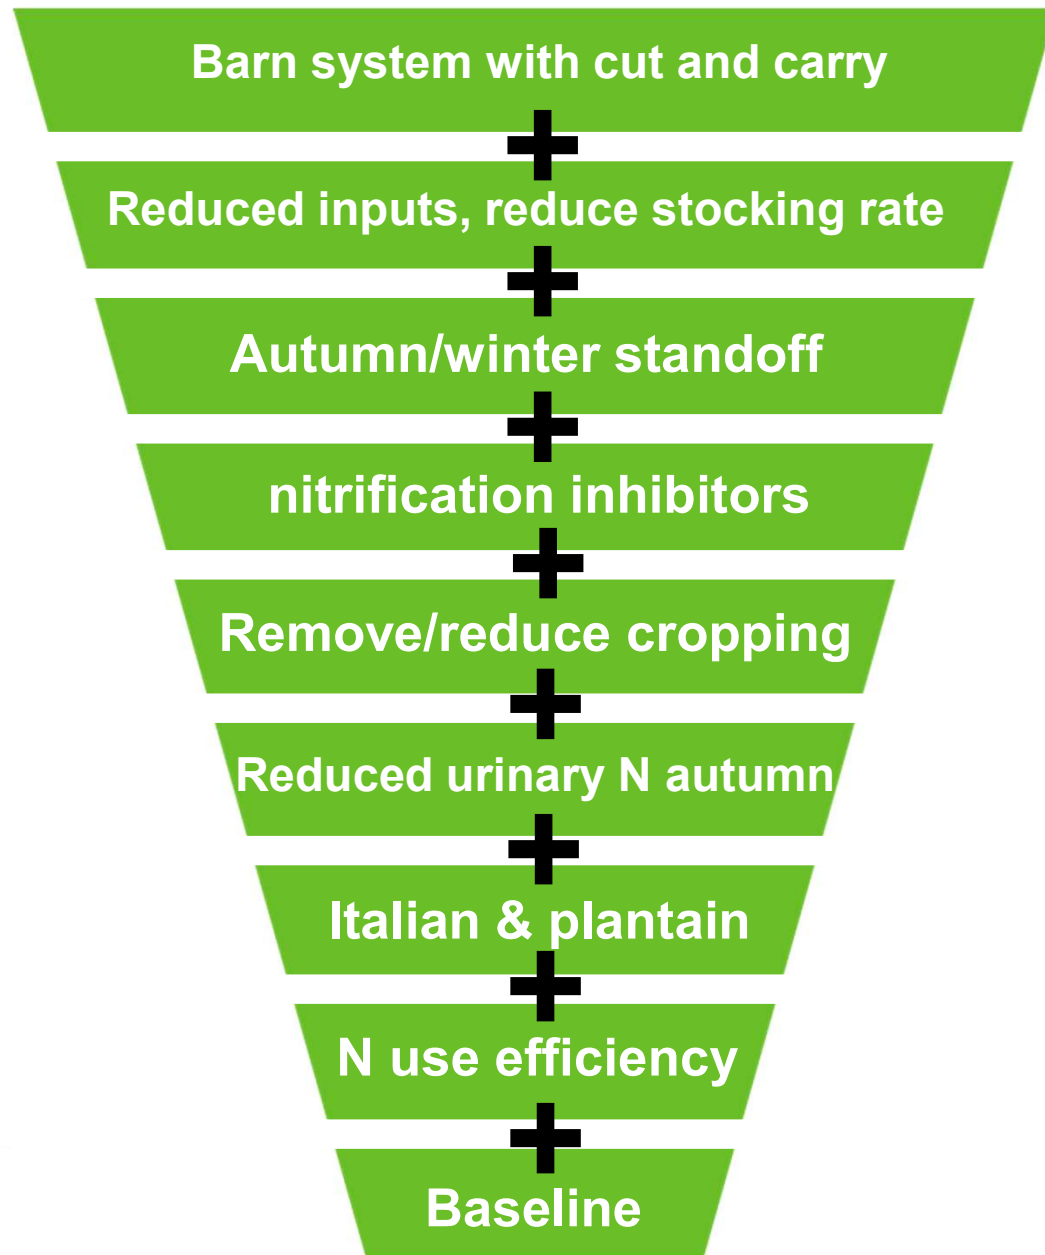 Barn system with cut and carry
+
Reduced inputs, reduce stocking rate
+
Autumn/winter standoff
+
nitrification inhibitors
+
Remove/reduce cropping
+
Reduced urinary N autumn
+
Italian & plantain
+
N use efficiency
+
Baseline